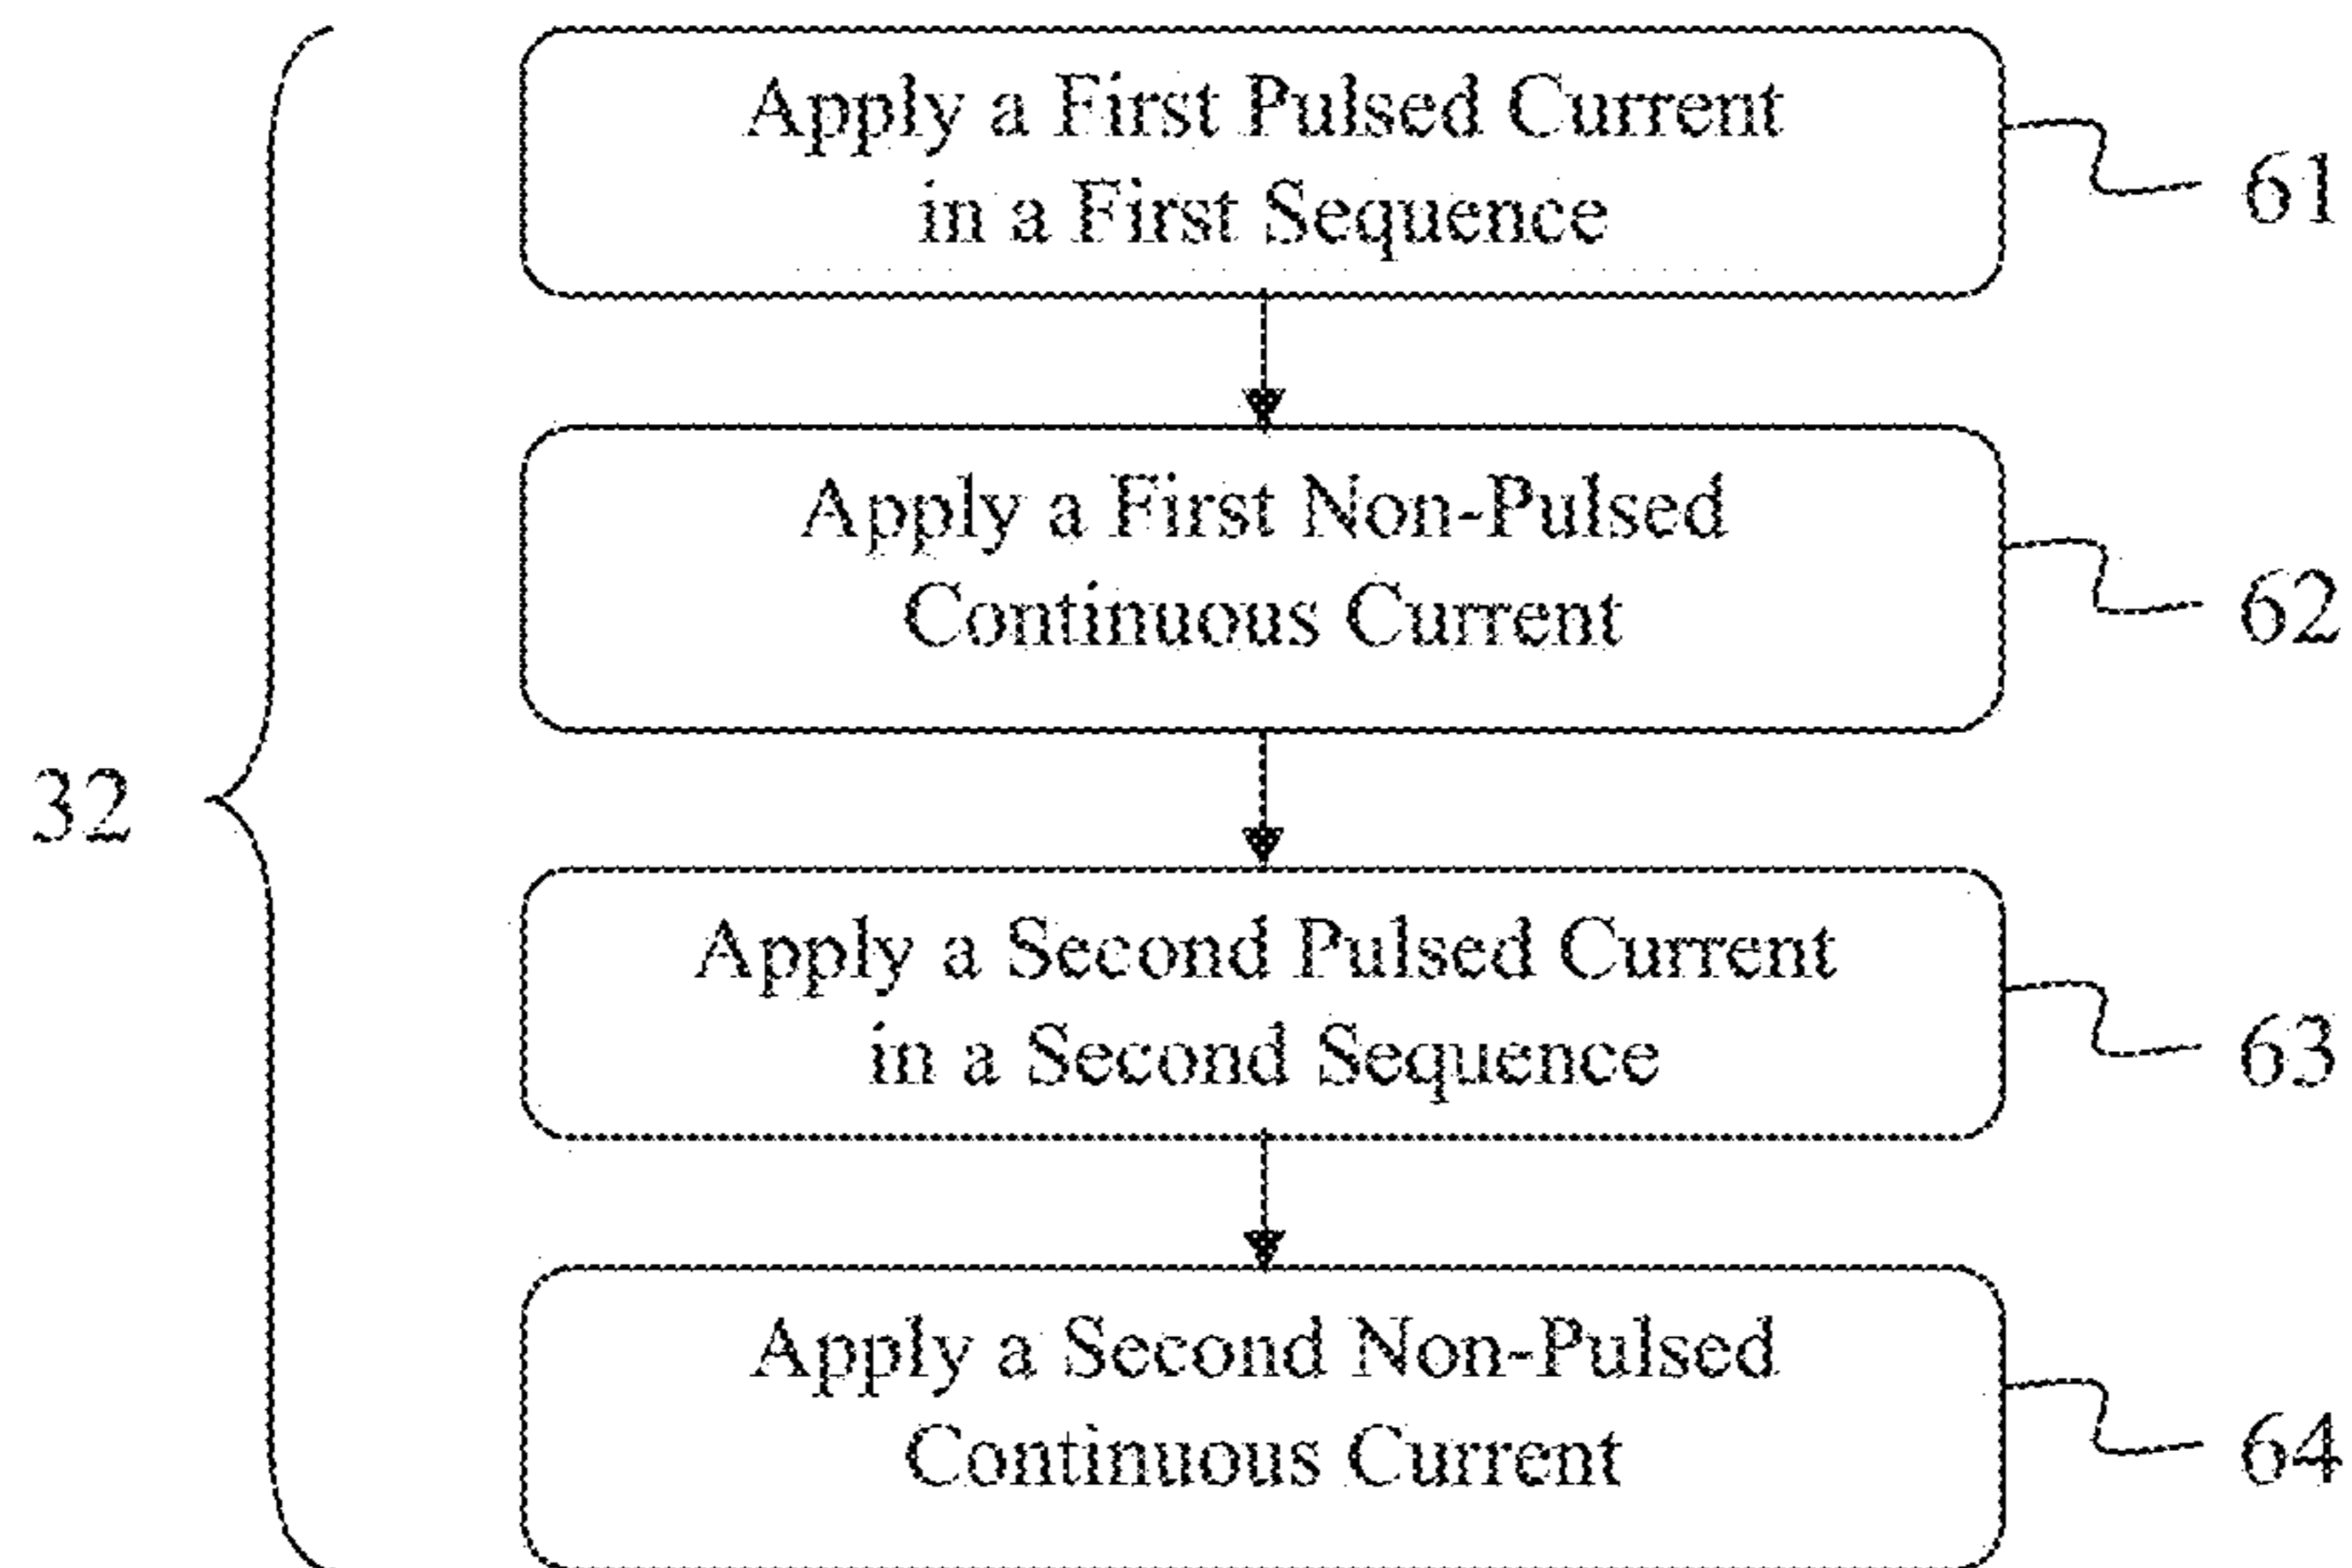 Apply a First Pulsed Current
in a First Sequence
61
Apply a First Non-Pulsed
Continuous Current
62
32
Apply a Second Pulsed Current
in a Second Sequence
63
Apply a Second Non-Pulsed
Continuous Current
64